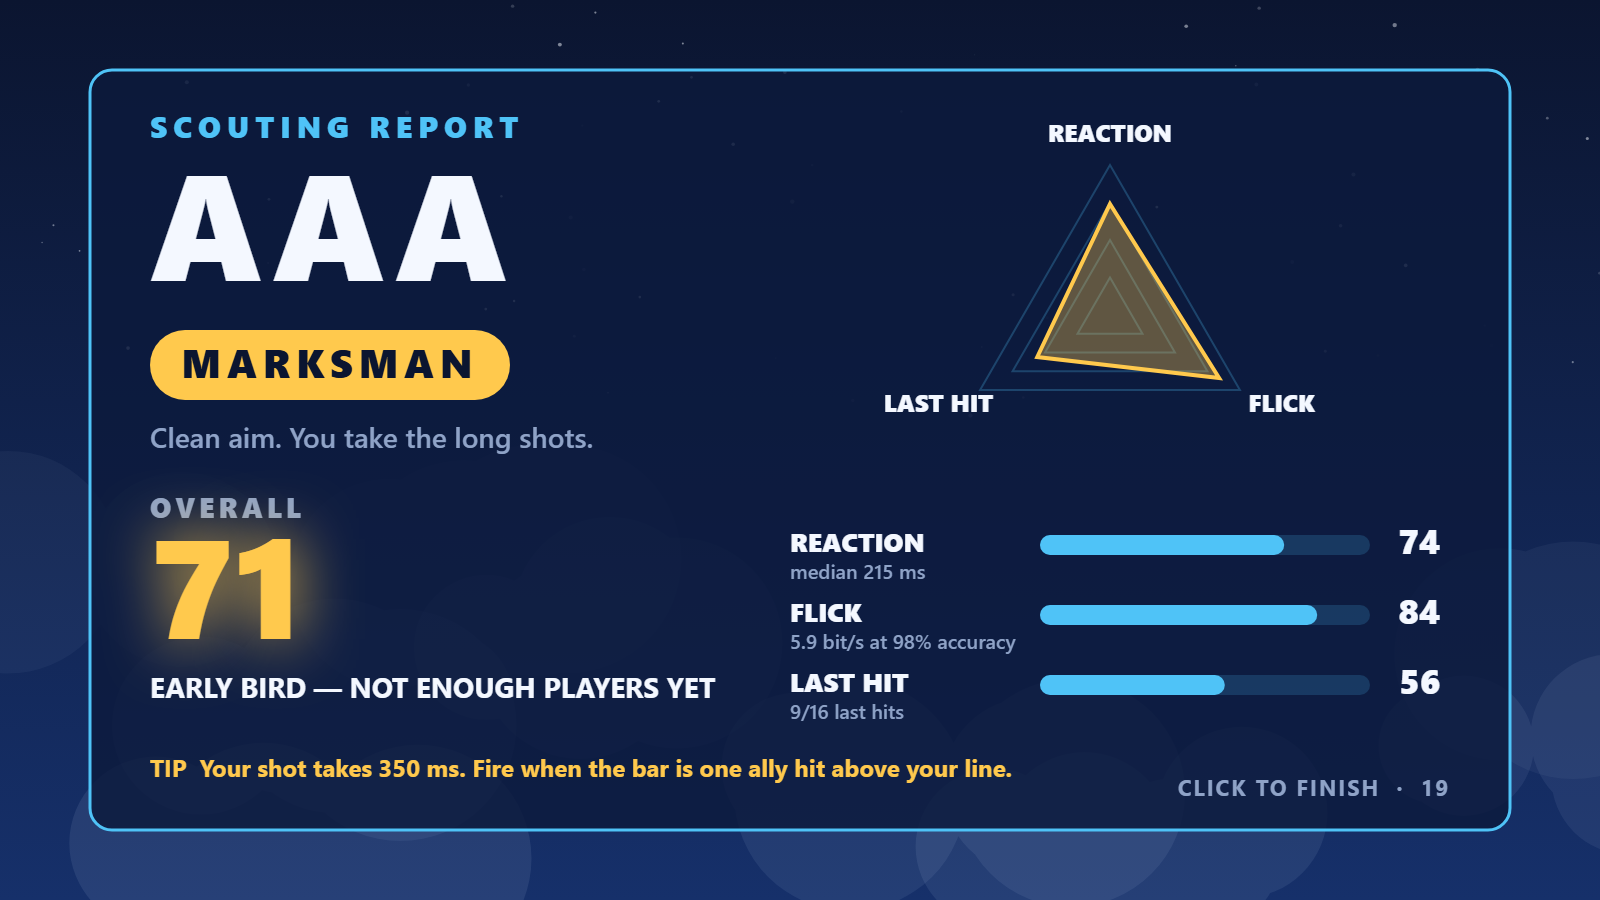 SCOUTING REPORT
AAA
MARKSMAN
Clean aim. You take the long shots.
OVERALL
71
EARLY BIRD — NOT ENOUGH PLAYERS YET
REACTION
LAST HIT
FLICK
REACTION
74
median 215 ms
FLICK
84
5.9 bit/s at 98% accuracy
LAST HIT
56
9/16 last hits
TIP Your shot takes 350 ms. Fire when the bar is one ally hit above your line.
CLICK TO FINISH · 19